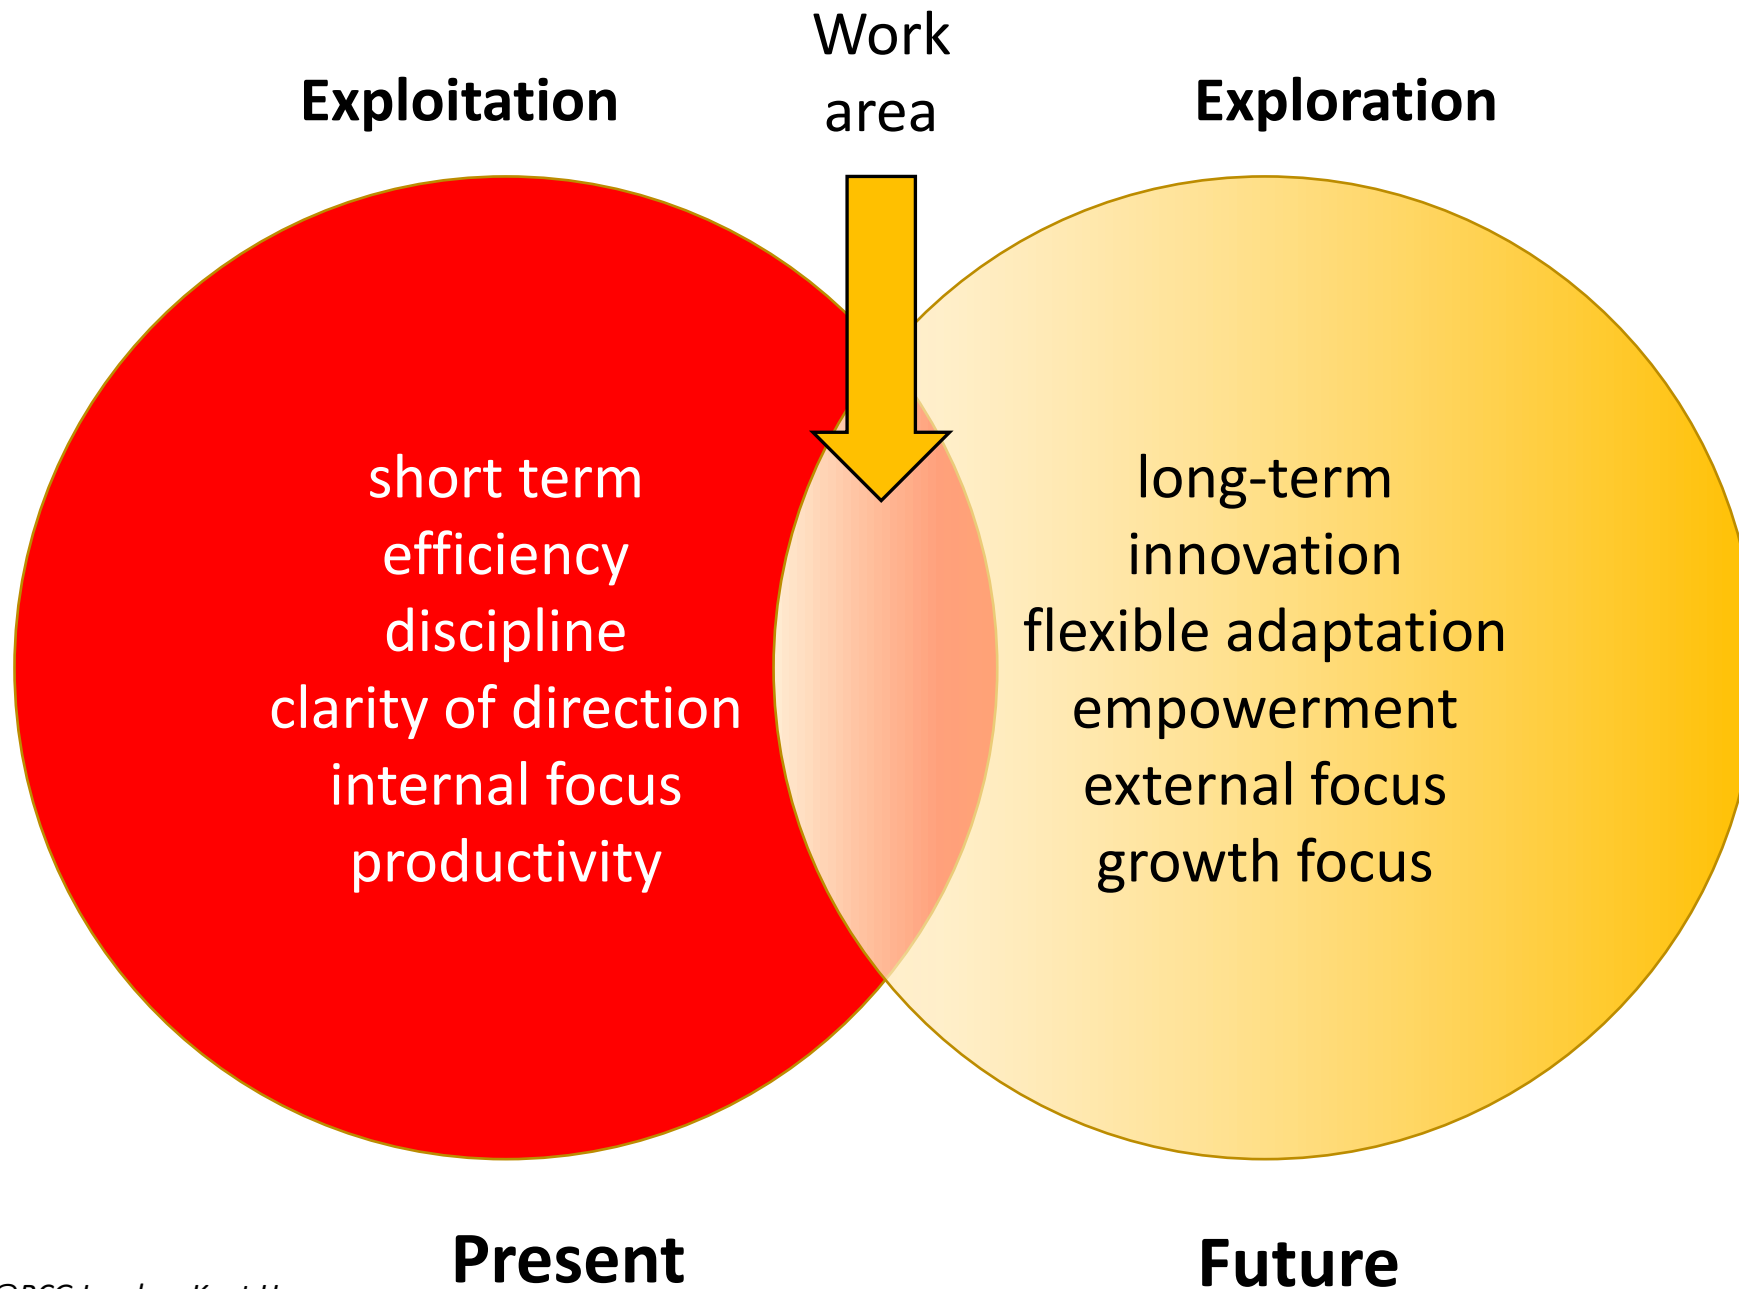 Work
area
Exploitation
Exploration
short term
efficiency
discipline
clarity of direction
internal focus
productivity
long-term
innovation
flexible adaptation
empowerment
external focus
growth focus
Present
Future